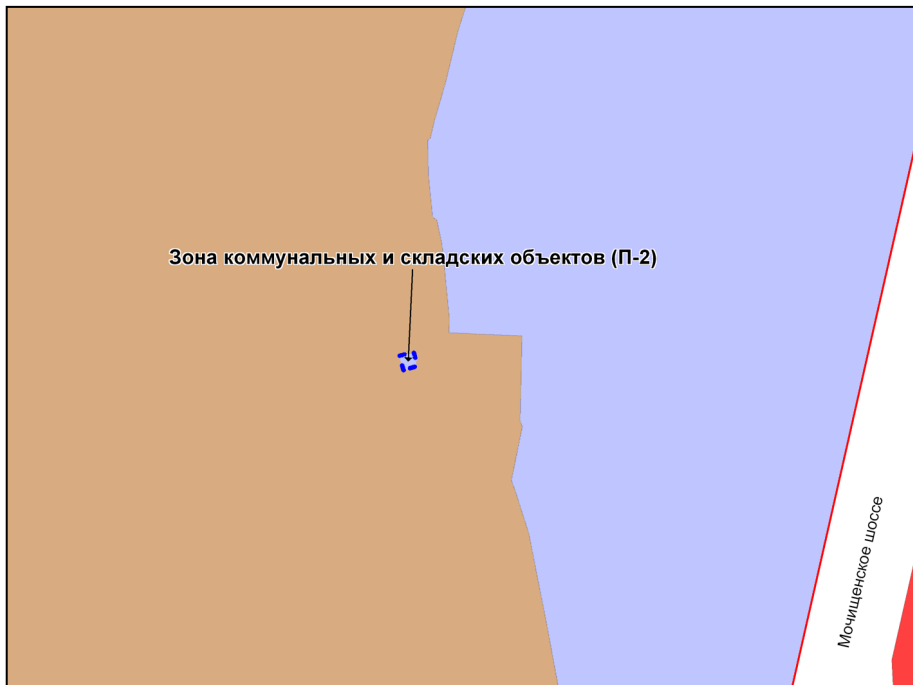 Зона коммунальных и складских объектов (П-2)
Мочищенское шоссе